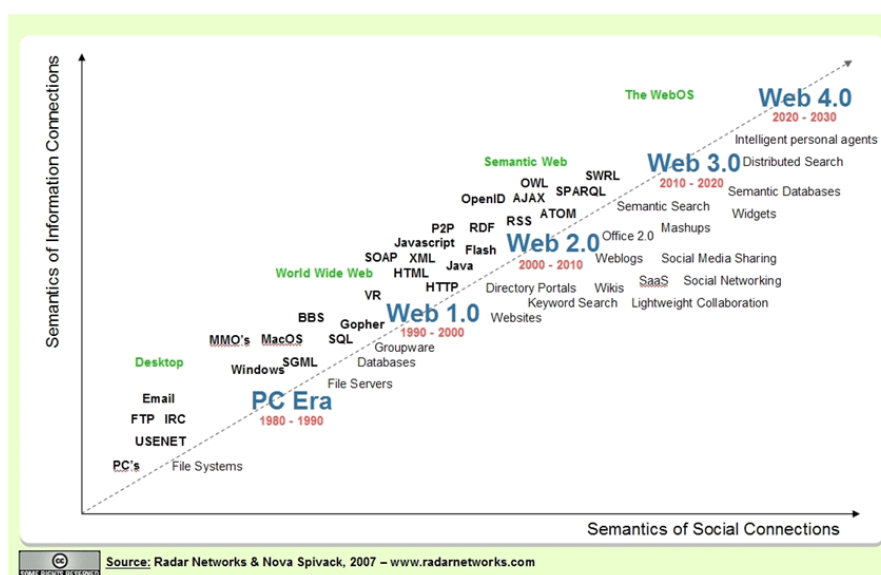 Semantics of Information Connections
The WebOS
Web 4.0
2020 - 2030
Intelligent personal agents
Semantic Web
Web 3.0
Distributed Search
2010 - 2020
SWRL
OWL
SPARQL
Semantic Databases
OpenID
AJAX
Semantic Search
Widgets
ATOM
RSS
P2P
RDF
Mashups
Javascript
Flash
Web 2.0
Office 2.0
2000 - 2010
SOAP
XML
Java
Weblogs
Social Media Sharing
World Wide Web
HTML
HTTP
Directory Portals
Wikis
SaaS
Social Networking
VR
Keyword Search
Lightweight Collaboration
BBS
Gopher
Web 1.0
1990 - 2000
Websites
MMO's
MacOS
SQL
Groupware
Desktop
Windows
SGML
Databases
File Servers
Email
PC Era
1980 - 1990
FTP
IRC
USENET
PC's
File Systems
Semantics of Social Connections
cc
SOME RIGHTS RESERVED
Source: Radar Networks & Nova Spivack, 2007 – www.radarnetworks.com